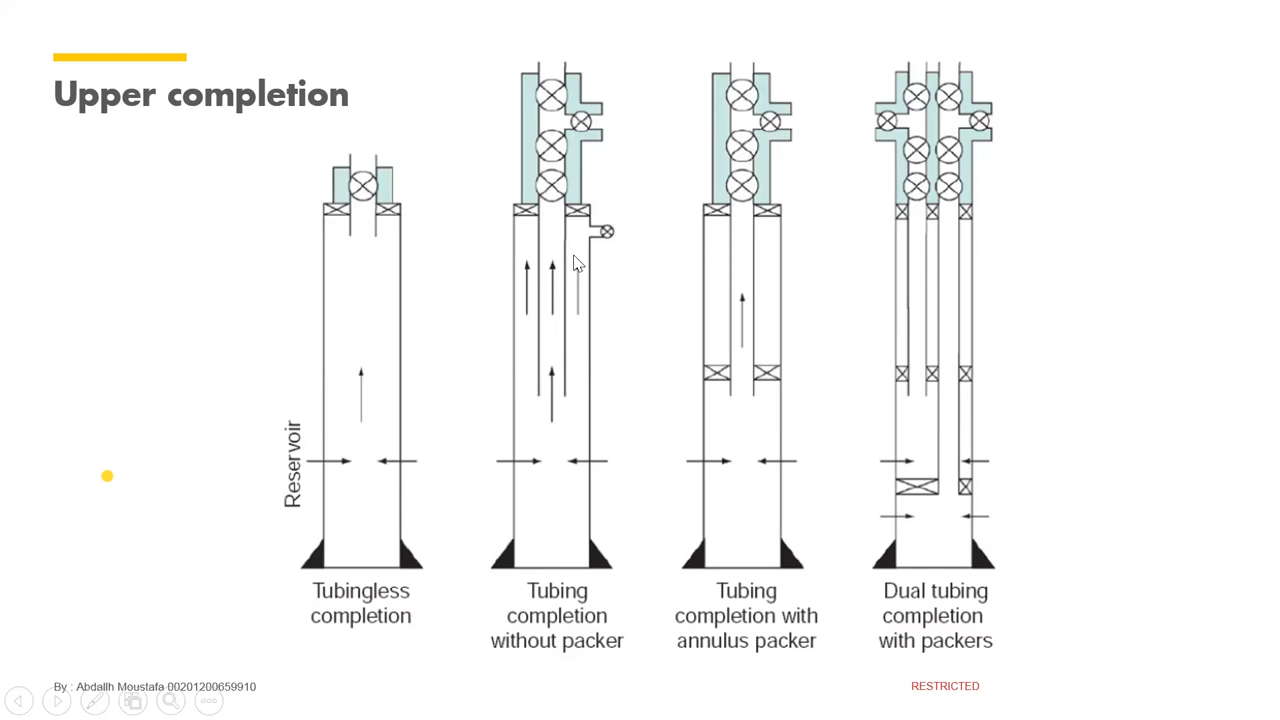 Upper completion
Reservoir
Tubingless
completion
Tubing
completion
without packer
Tubing
completion with
annulus packer
Dual tubing
completion
with packers
By : Abdallh Moustafa 00201200659910
RESTRICTED